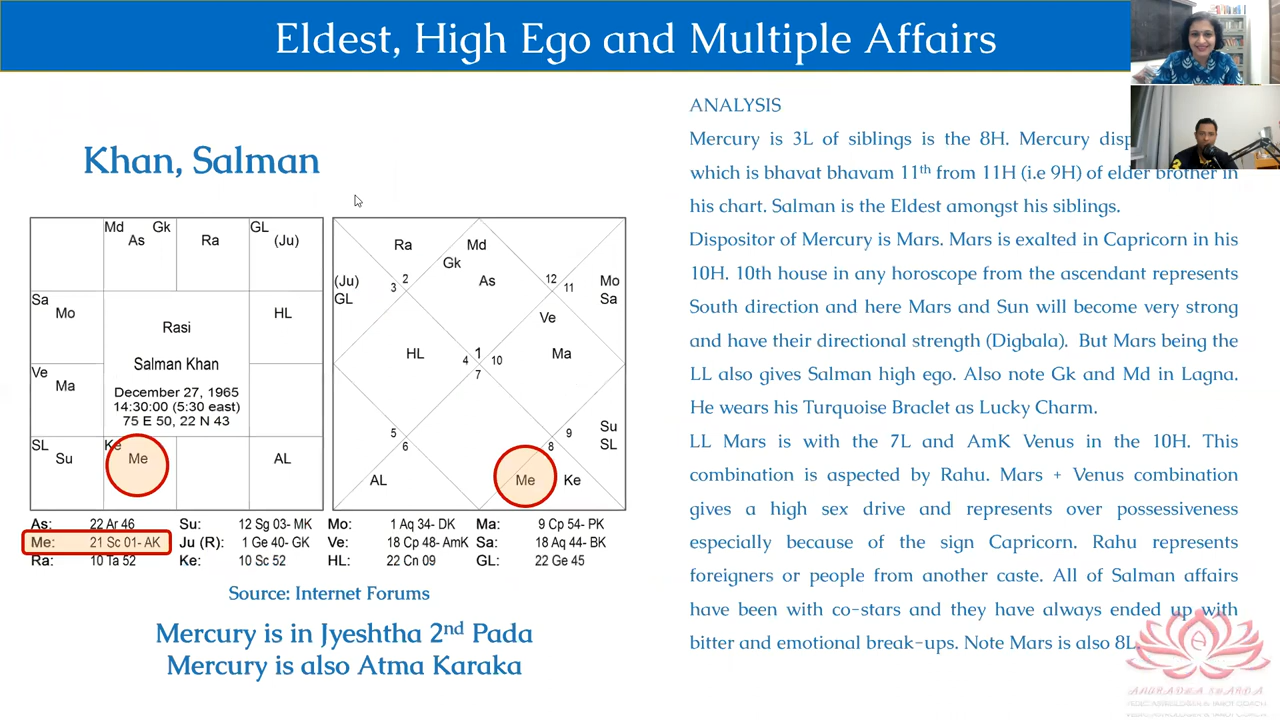 Eldest, High Ego and Multiple Affairs
Khan, Salman
Md Gk
As
Ra
GL
(Ju)
Sa
Mo
HL
Rasi
Salman Khan
December 27, 1965
14:30:00 (5:30 east)
75 E 50, 22 N 43
Ve
Ma
SL
Su
Ke
Me
AL
Ra
Md
Gk
As
(Ju)
GL
2
3
12
11
Mo
Sa
Ve
HL
4
1
10
7
Ma
5
6
9
8
Su
SL
AL
Me
Ke
As: 22 Ar 46 Su: 12 Sg 03- MK Mo: 1 Aq 34- DK Ma: 9 Cp 54- PK
Me: 21 Sc 01- AK Ju (R): 1 Ge 40- GK Ve: 18 Cp 48- AmK Sa: 18 Aq 44- BK
Ra: 10 Ta 52 Ke: 10 Sc 52 HL: 22 Cn 09 GL: 22 Ge 45
Source: Internet Forums
Mercury is in Jyeshtha 2nd Pada
Mercury is also Atma Karaka
ANALYSIS
Mercury is 3L of siblings is the 8H. Mercury
which is bhavat bhavam 11th from 11H (i.e 9H) of elder brother in
his chart. Salman is the Eldest amongst his siblings.
Dispositor of Mercury is Mars. Mars is exalted in Capricorn in his
10H. 10th house in any horoscope from the ascendant represents
South direction and here Mars and Sun will become very strong
and have their directional strength (Digbala). But Mars being the
LL also gives Salman high ego. Also note Gk and Md in Lagna.
He wears his Turquoise Braclet as Lucky Charm.
LL Mars is with the 7L and AmK Venus in the 10H. This
combination is aspected by Rahu. Mars + Venus combination
gives a high sex drive and represents over possessiveness
especially because of the sign Capricorn. Rahu represents
foreigners or people from another caste. All of Salman affairs
have been with co-stars and they have always ended up with
bitter and emotional break-ups. Note Mars is also 8L.
ANURADHA SHARDA